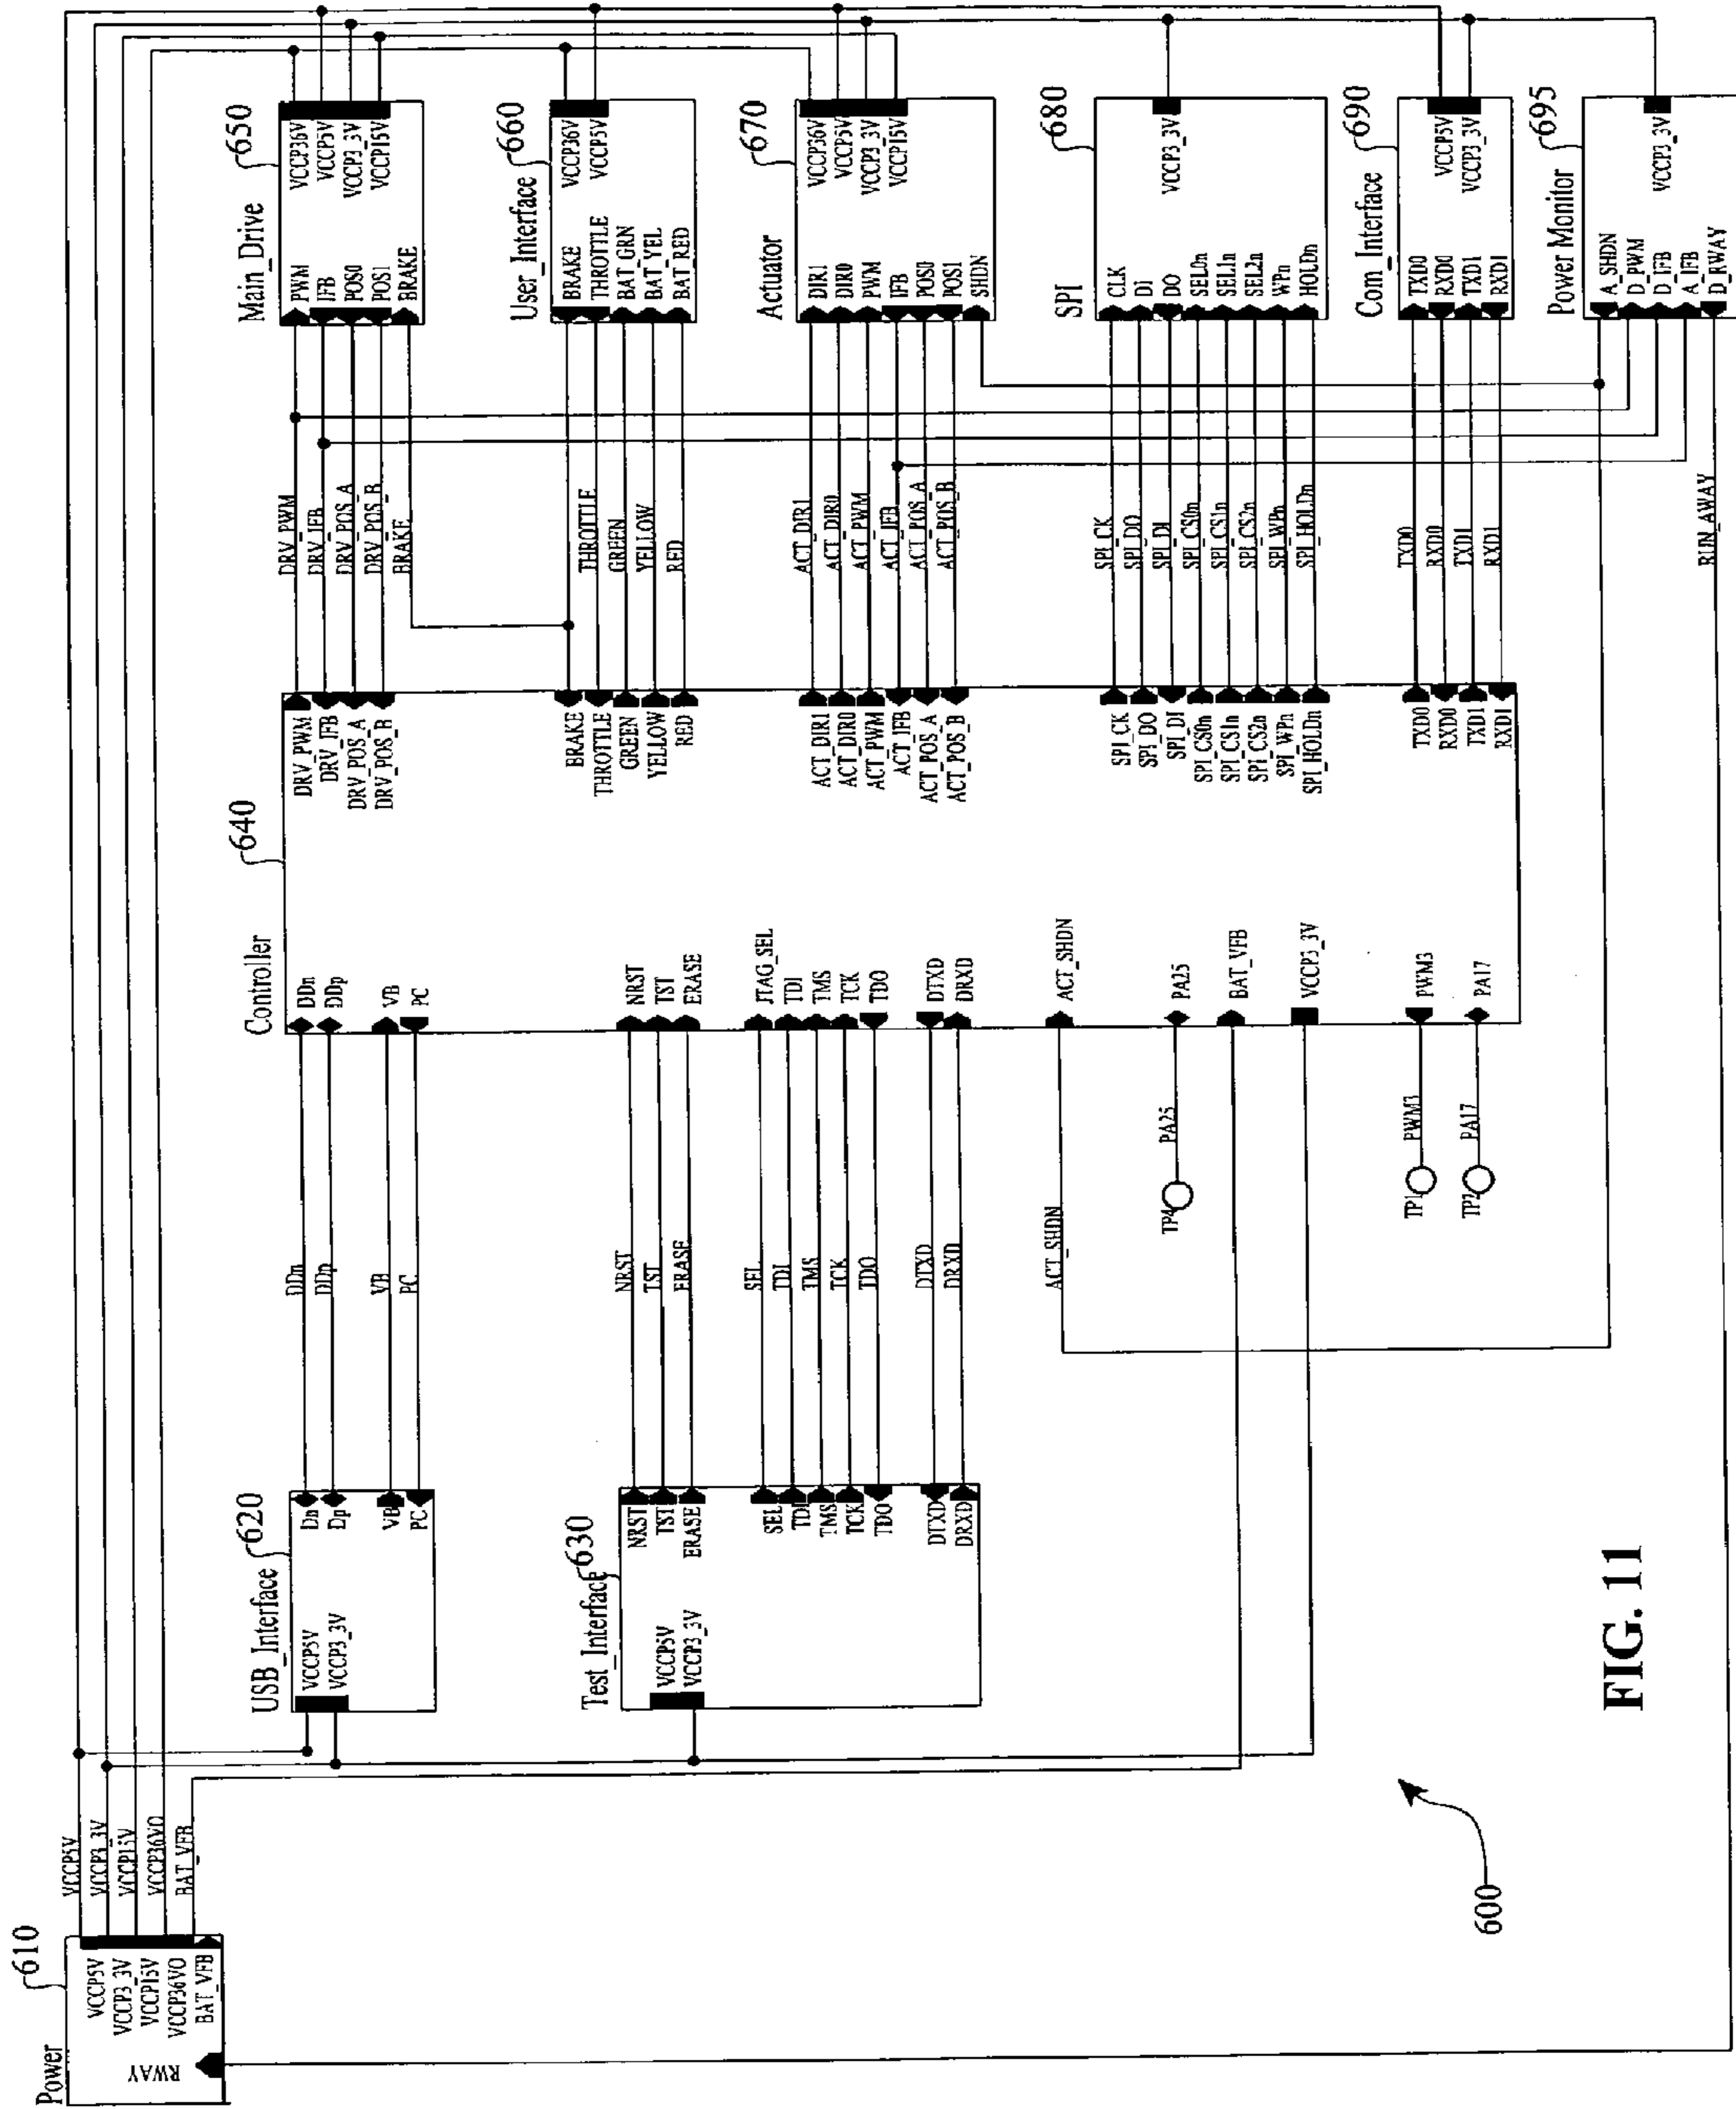 Power
610
RWAY
VCCP5V
VCCP3_3V
VCCP15V
VCCP36VO
BAT_VFB
VCCP5V
VCCP3_3V
VCCP15V
VCCP36VO
BAT_VFB
USB_Interface
620
VCCP5V
VCCP3_3V
Dn
Dp
VB
PC
DDn
DDp
VB
PC
Test_Interface
630
VCCP5V
VCCP3_3V
NRST
TST
ERASE
SEL
TDI
TMS
TCK
TDO
DTXD
DRXD
NRST
TST
ERASE
SEL
TDI
TMS
TCK
TDO
DTXD
DRXD
ACT_SHDN
TP4
PA25
TP1
PWM3
TP2
PA17
Controller
640
DDn
DDp
VB
PC
NRST
TST
ERASE
JTAG_SEL
TDI
TMS
TCK
TDO
DTXD
DRXD
ACT_SHDN
PA25
BAT_VFB
VCCP3_3V
PWM3
PA17
DRV_PWM
DRV_IFB
DRV_POS_A
DRV_POS_B
BRAKE
THROTTLE
GREEN
YELLOW
RED
ACT_DIR1
ACT_DIR0
ACT_PWM
ACT_IFB
ACT_POS_A
ACT_POS_B
SPI_CK
SPI_DO
SPI_DI
SPI_CS0n
SPI_CS1n
SPI_CS2n
SPI_WPn
SPI_HOLDn
TXD0
RXD0
TXD1
RXD1
DRV_PWM
DRV_IFB
DRV_POS_A
DRV_POS_B
BRAKE
THROTTLE
GREEN
YELLOW
RED
ACT_DIR1
ACT_DIR0
ACT_PWM
ACT_IFB
ACT_POS_A
ACT_POS_B
SPI_CK
SPI_DO
SPI_DI
SPI_CS0n
SPI_CS1n
SPI_CS2n
SPI_WPn
SPI_HOLDn
TXD0
RXD0
TXD1
RXD1
RUN_AWAY
Main_Drive
650
PWM
IFB
POS0
POS1
BRAKE
VCCP36V
VCCP5V
VCCP3_3V
VCCP15V
User_Interface
660
BRAKE
THROTTLE
BAT_GRN
BAT_YEL
BAT_RED
VCCP36V
VCCP5V
Actuator
670
DIR1
DIR0
PWM
IFB
POS0
POS1
SHDN
VCCP36V
VCCP5V
VCCP3_3V
VCCP15V
SPI
680
CLK
Di
DO
SEL0n
SEL1n
SEL2n
WPn
HOLDn
VCCP3_3V
Com_Interface
690
TXD0
RXD0
TXD1
RXD1
VCCP5V
VCCP3_3V
Power Monitor
695
A_SHDN
D_PWM
D_IFB
A_IFB
D_RWAY
VCCP3_3V
600
FIG. 11